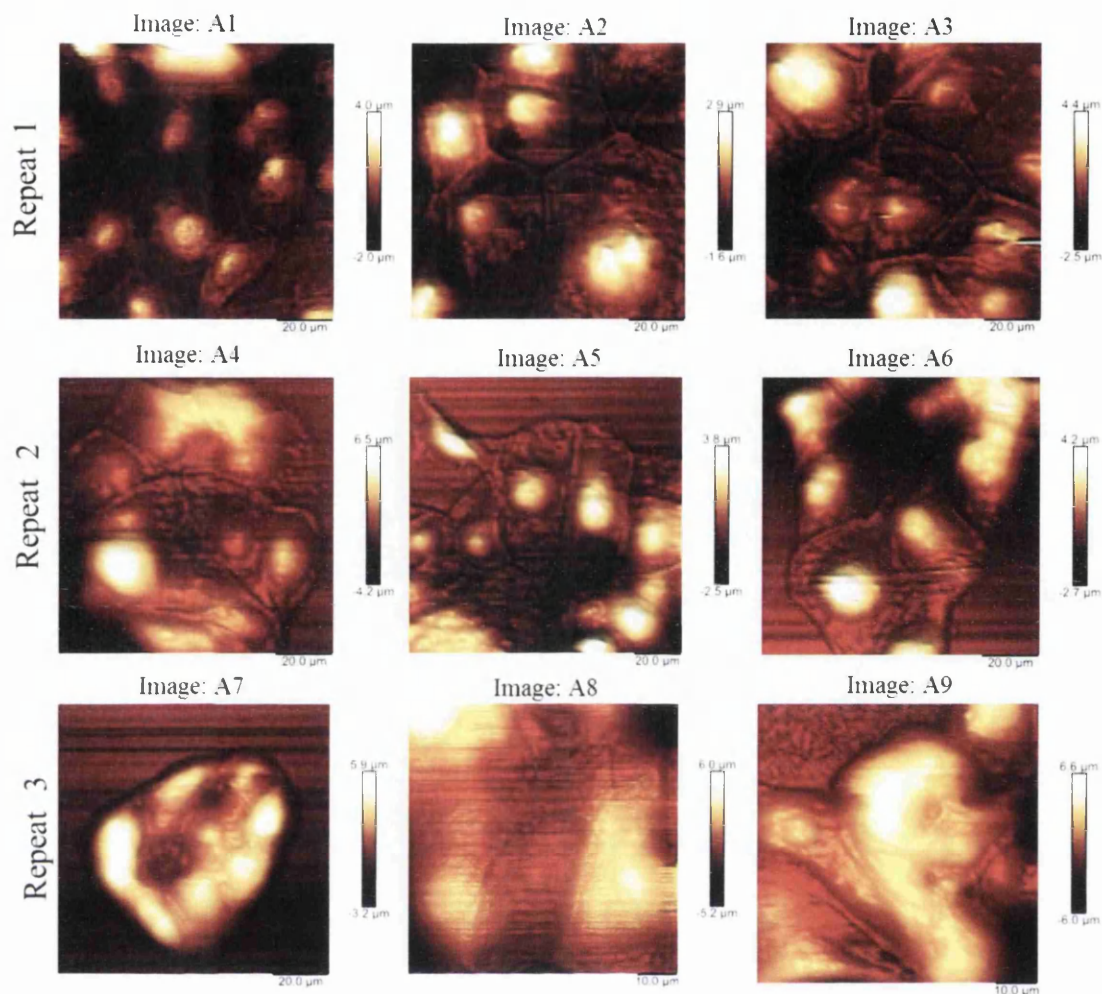 Image: A1
Image: A2
Image: A3
Repeat 1
4.0 µm
-2.0 µm
20.0 µm
2.9 µm
-1.6 µm
20.0 µm
4.4 µm
-2.5 µm
20.0 µm
Image: A4
Image: A5
Image: A6
Repeat 2
6.5 µm
-4.2 µm
20.0 µm
3.8 µm
-2.5 µm
20.0 µm
4.2 µm
-2.7 µm
20.0 µm
Image: A7
Image: A8
Image: A9
Repeat 3
5.9 µm
-3.2 µm
20.0 µm
6.0 µm
-5.2 µm
10.0 µm
6.6 µm
-6.0 µm
10.0 µm